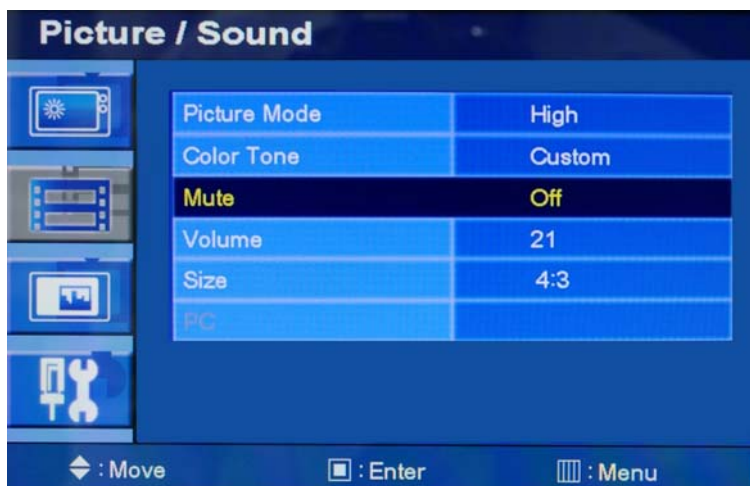 Picture / Sound
Picture Mode High
Color Tone Custom
Mute Off
Volume 21
Size 4:3
PC
: Move : Enter : Menu